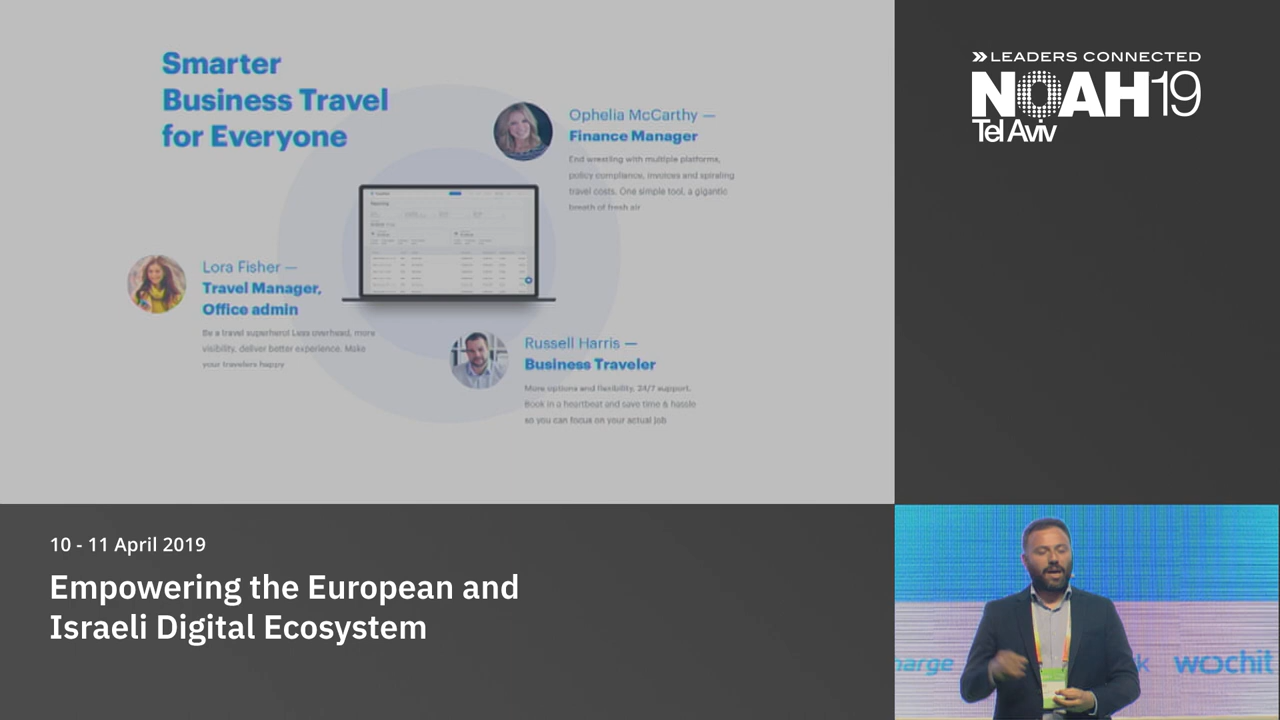 Smarter
Business Travel
for Everyone
Ophelia McCarthy —
Finance Manager
End wrestling with multiple platforms,
policy compliance, invoices and spiraling
travel costs. One simple tool, a gigantic
breath of fresh air
Lora Fisher —
Travel Manager,
Office admin
Be a travel superhero! Less overhead, more
visibility, deliver better experience. Make
your travelers happy
Russell Harris —
Business Traveler
More options and flexibility, 24/7 support.
Book in a heartbeat and save time & hassle
so you can focus on your actual job
LEADERS CONNECTED
NOAH19
Tel Aviv
10 - 11 April 2019
Empowering the European and
Israeli Digital Ecosystem
wochit